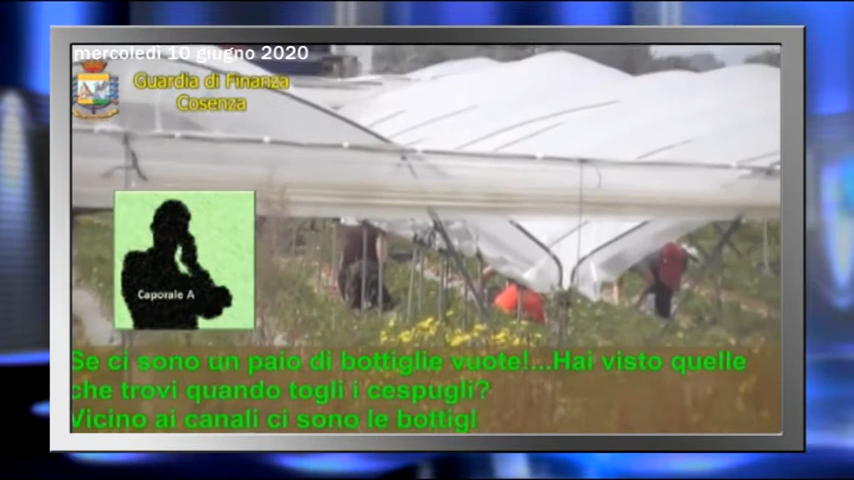 mercoledì 10 giugno 2020
Guardia di Finanza
Cosenza
Caporale A
Se ci sono un paio di bottiglie vuote!...Hai visto quelle
che trovi quando togli i cespugli?
Vicino ai canali ci sono le bottigl